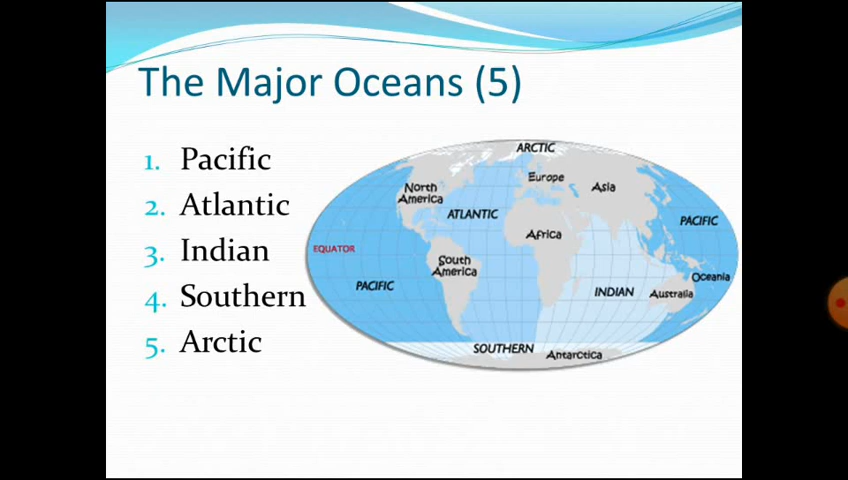 The Major Oceans (5)
1. Pacific
2. Atlantic
3. Indian
4. Southern
5. Arctic
ARCTIC
Europe
Asia
North
America
ATLANTIC
PACIFIC
Africa
EQUATOR
South
America
Oceania
PACIFIC
INDIAN
Australia
SOUTHERN
Antarctica